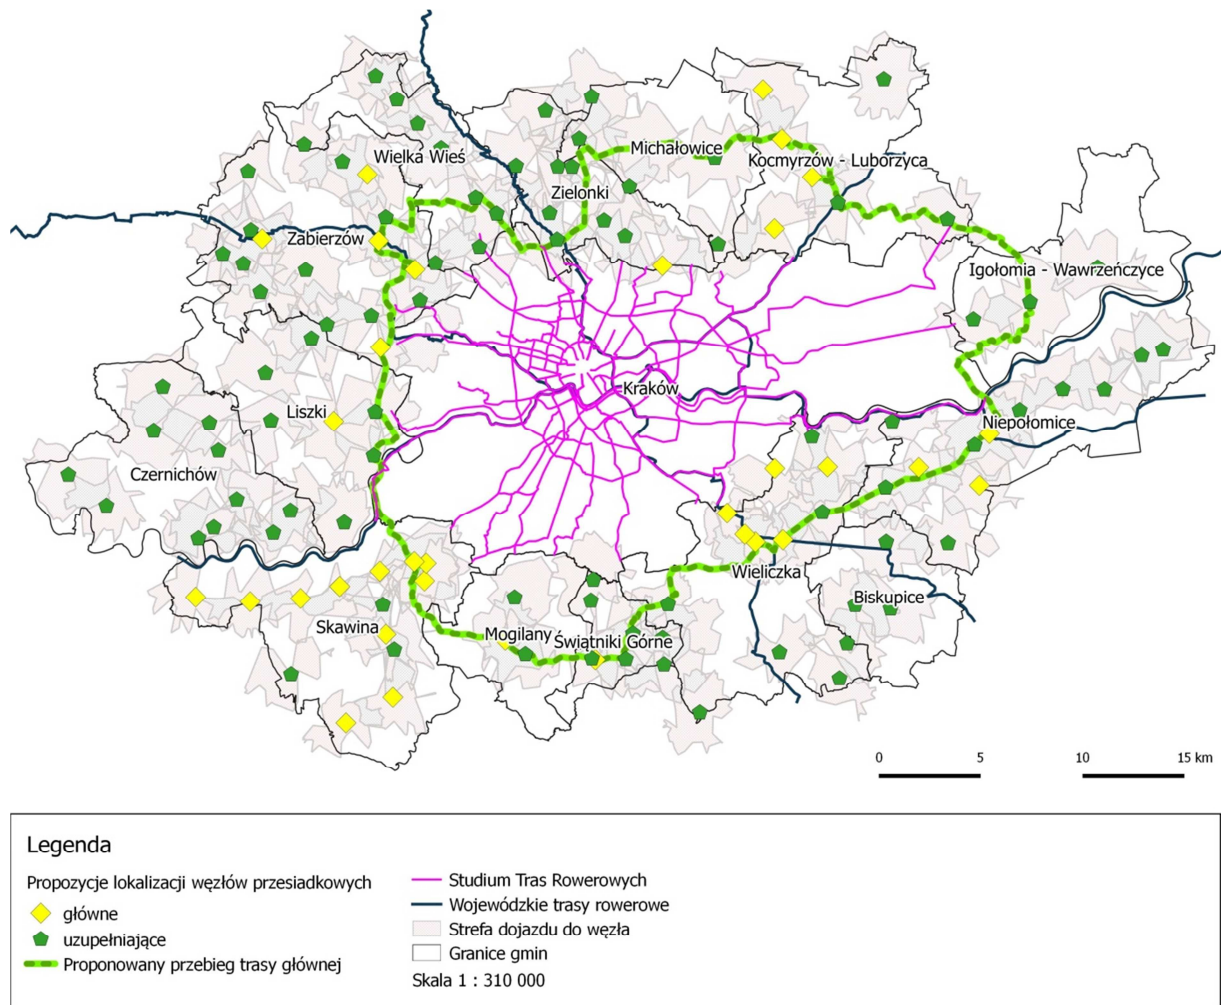 Michałowice
Wielka Wieś
Kocmyrzów - Luborzyca
Zielonki
Zabierzów
Igołomia - Wawrzeńczyce
Kraków
Liszki
Niepołomice
Czernichów
Wieliczka
Biskupice
Skawina
Mogilany
Świątniki Górne
0 5 10 15 km
Legenda
Propozycje lokalizacji węzłów przesiadkowych
główne
uzupełniające
Proponowany przebieg trasy głównej
Studium Tras Rowerowych
Wojewódzkie trasy rowerowe
Strefa dojazdu do węzła
Granice gmin
Skala 1 : 310 000